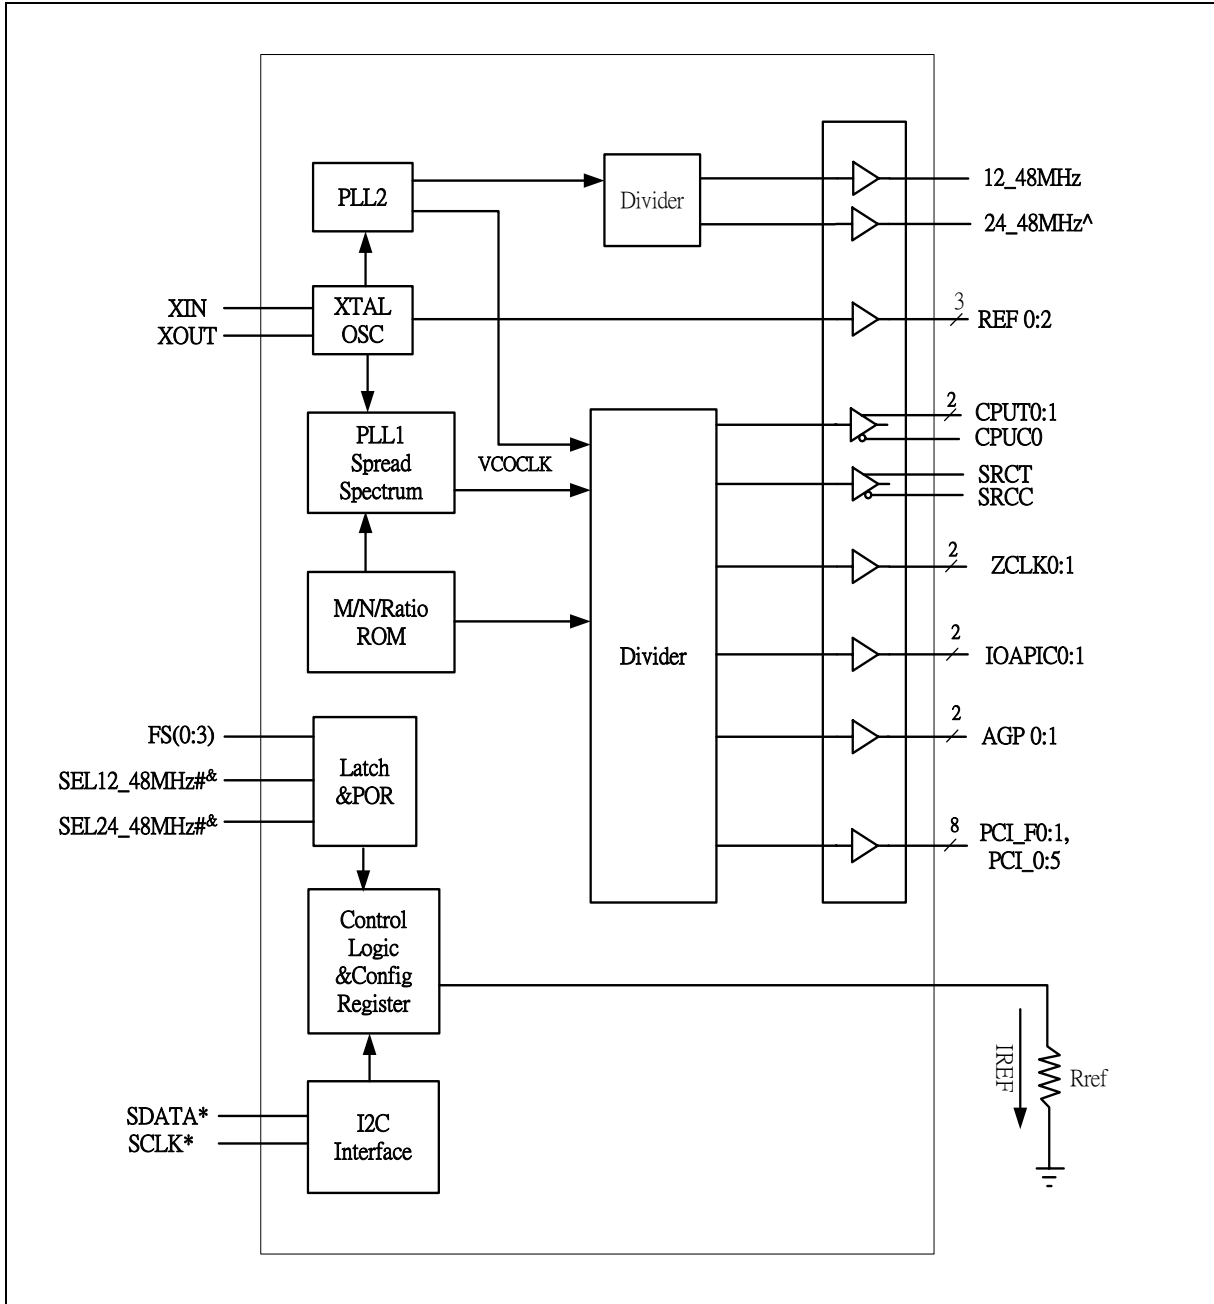 PLL2
Divider
12_48MHz
24_48MHz^
XIN
XOUT
XTAL
OSC
3
REF 0:2
PLL1
Spread
Spectrum
VCOCLK
2
CPUT0:1
CPUC0
SRCT
SRCC
2
ZCLK0:1
M/N/Ratio
ROM
Divider
2
IOAPIC0:1
FS(0:3)
SEL12_48MHz#&
SEL24_48MHz#&
Latch
&POR
2
AGP 0:1
8
PCI_F0:1,
PCI_0:5
Control
Logic
&Config
Register
IREF
Rref
SDATA*
SCLK*
I2C
Interface